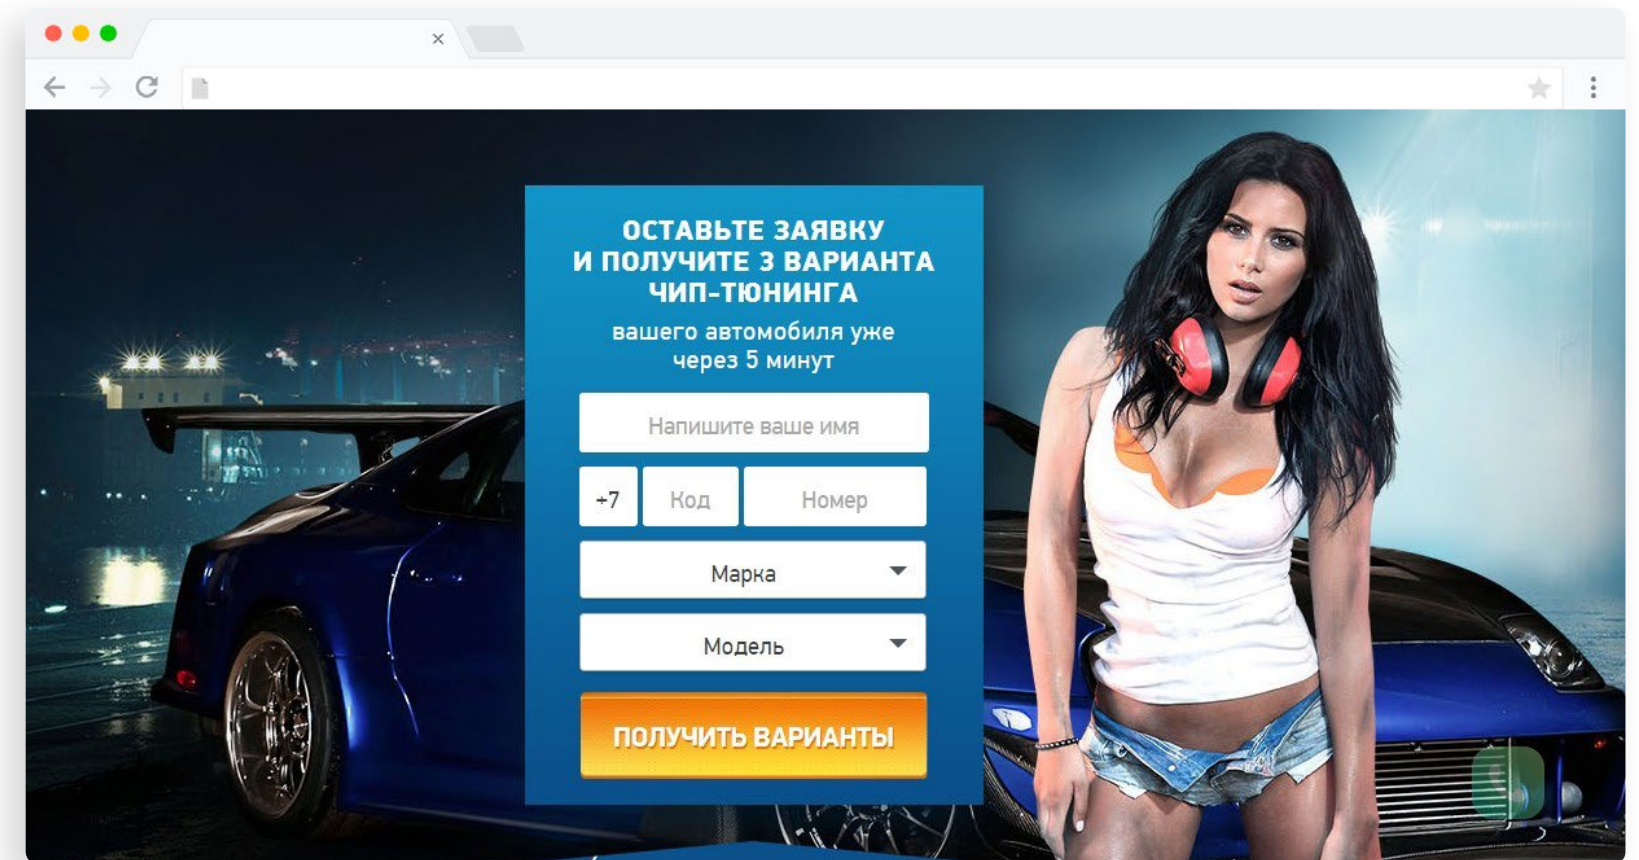 ОСТАВЬТЕ ЗАЯВКУ
И ПОЛУЧИТЕ 3 ВАРИАНТА
ЧИП-ТЮНИНГА
вашего автомобиля уже
через 5 минут
Напишите ваше имя
+7 Код Номер
Марка
Модель
ПОЛУЧИТЬ ВАРИАНТЫ